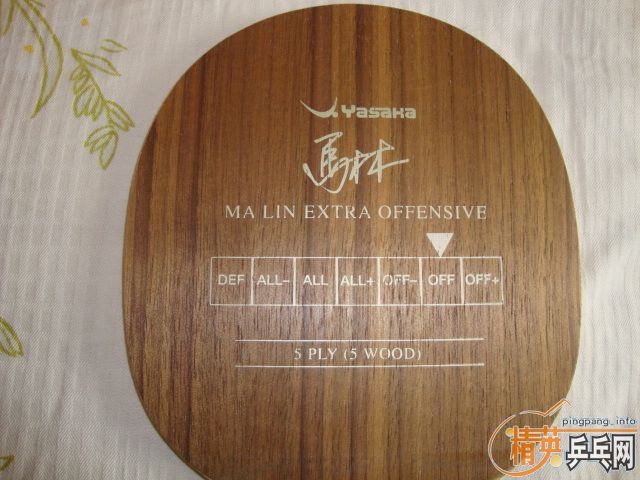 Yasaka
馬林
MA LIN EXTRA OFFENSIVE
DEF ALL- ALL ALL+ OFF- OFF OFF+
5 PLY (5 WOOD)
pingpang_info
精英乒乓网